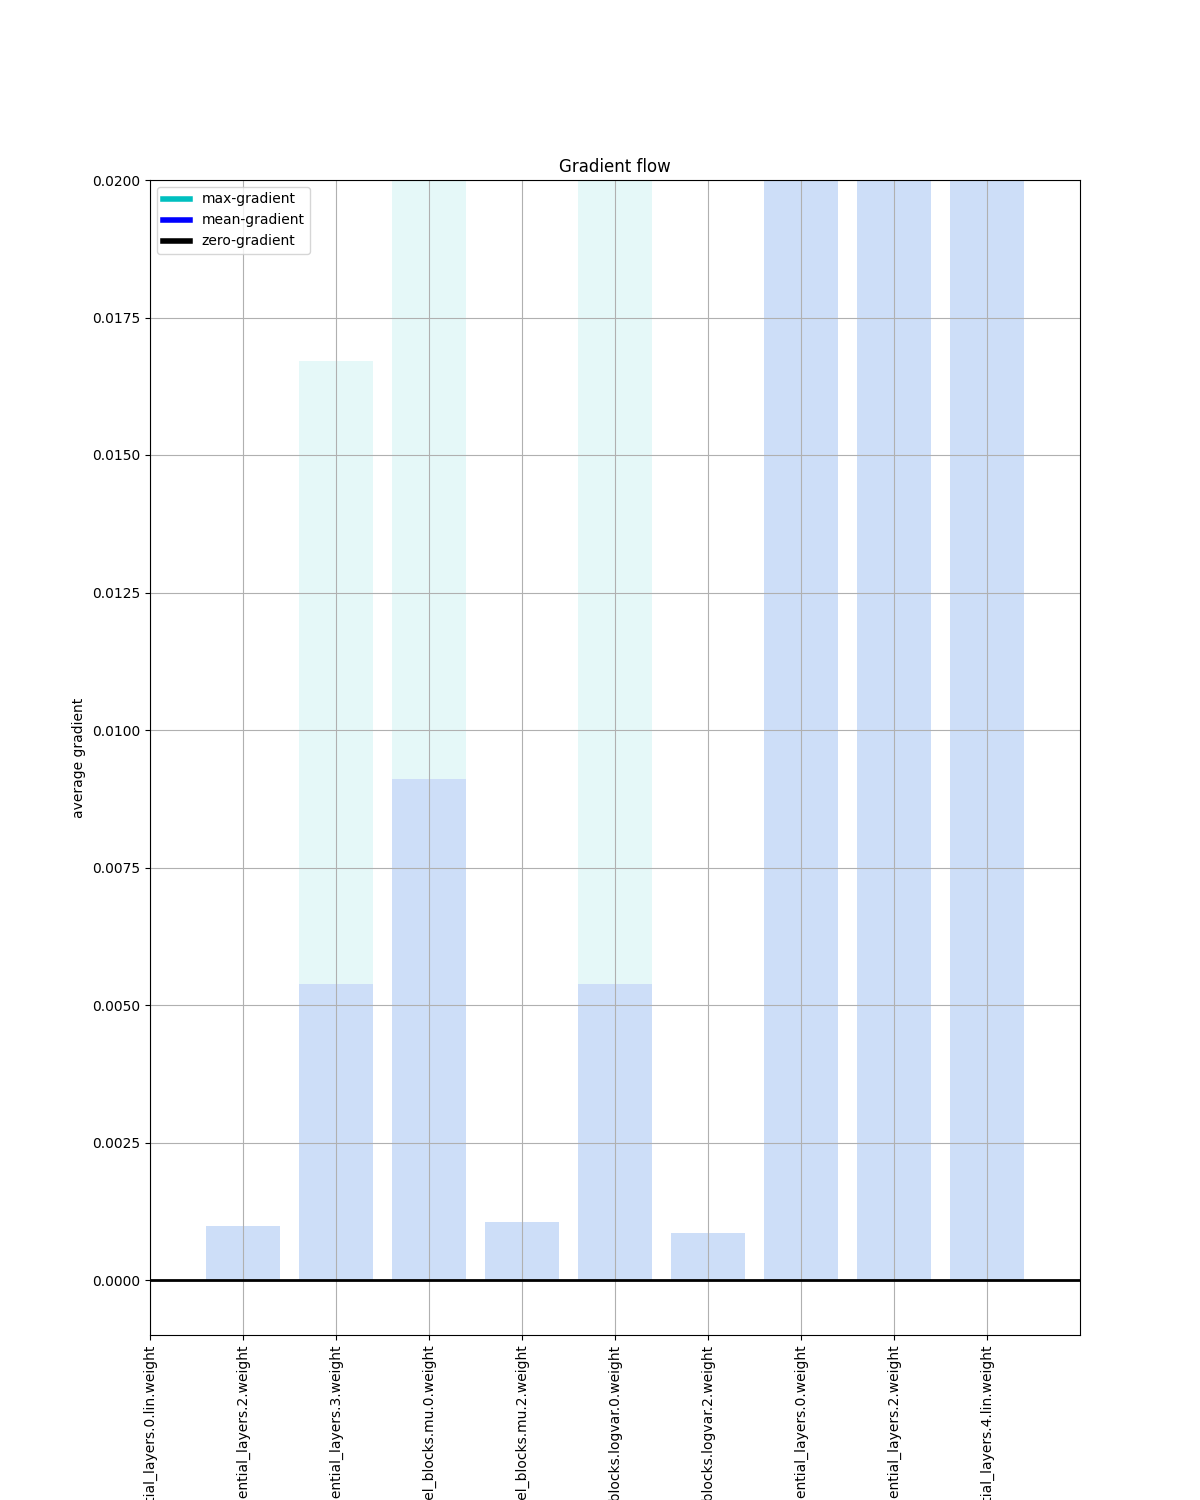 Gradient flow
max-gradient
mean-gradient
zero-gradient
0.0200
0.0175
0.0150
0.0125
0.0100
0.0075
0.0050
0.0025
0.0000
average gradient
tial_layers.0.lin.weight
ential_layers.2.weight
ential_layers.3.weight
el_blocks.mu.0.weight
el_blocks.mu.2.weight
blocks.logvar.0.weight
blocks.logvar.2.weight
ential_layers.0.weight
ential_layers.2.weight
tial_layers.4.lin.weight